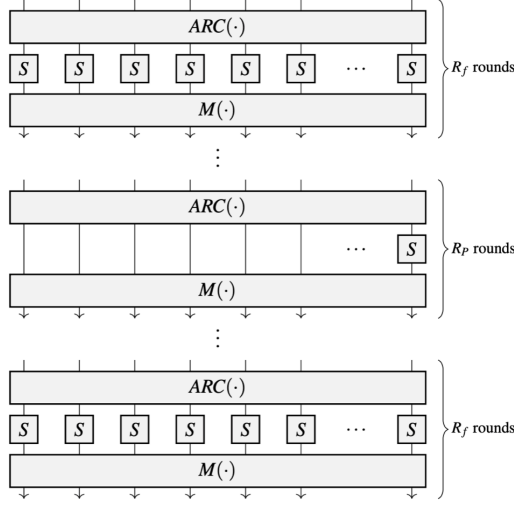 ARC(·)
S S S S S S ··· S
R_f rounds
M(·)
⋮
ARC(·)
··· S
R_P rounds
M(·)
⋮
ARC(·)
S S S S S S ··· S
R_f rounds
M(·)